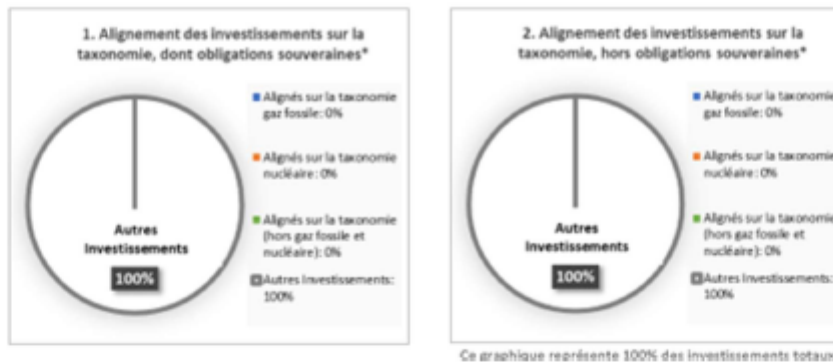 1. Alignement des investissements sur la
taxonomie, dont obligations souveraines*
Alignés sur la taxonomie
gaz fossile: 0%
Alignés sur la taxonomie
nucléaire: 0%
Alignés sur la taxonomie
(hors gaz fossile et
nucléaire): 0%
Autres Investissements:
100%
Autres
Investissements
100%
2. Alignement des investissements sur la
taxonomie, hors obligations souveraines*
Alignés sur la taxonomie
gaz fossile: 0%
Alignés sur la taxonomie
nucléaire: 0%
Alignés sur la taxonomie
(hors gaz fossile et
nucléaire): 0%
Autres Investissements:
100%
Autres
Investissements
100%
Ce graphique représente 100% des investissements totaux